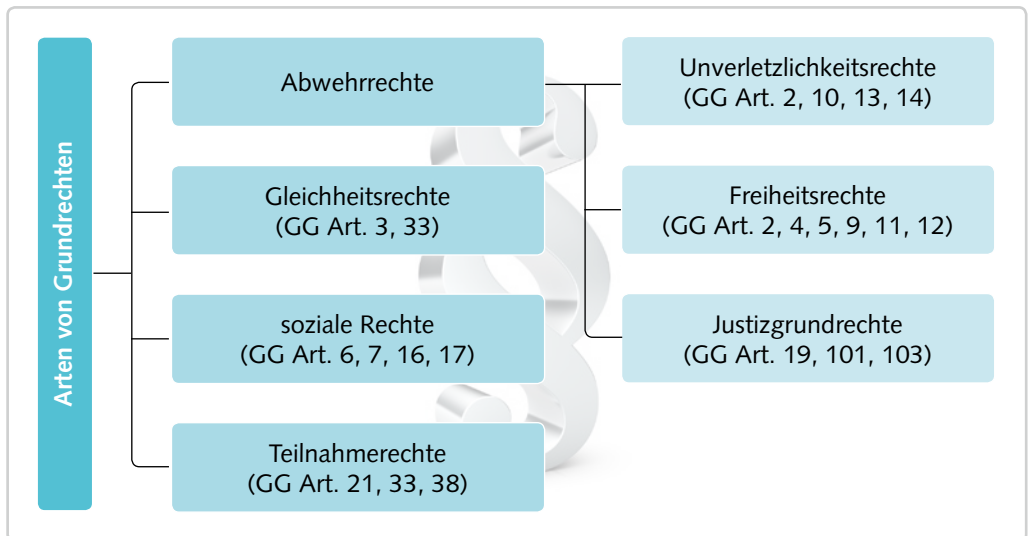 Arten von Grundrechten
Abwehrrechte
Gleichheitsrechte
(GG Art. 3, 33)
soziale Rechte
(GG Art. 6, 7, 16, 17)
Teilnahmerechte
(GG Art. 21, 33, 38)
Unverletzlichkeitsrechte
(GG Art. 2, 10, 13, 14)
Freiheitsrechte
(GG Art. 2, 4, 5, 9, 11, 12)
Justizgrundrechte
(GG Art. 19, 101, 103)